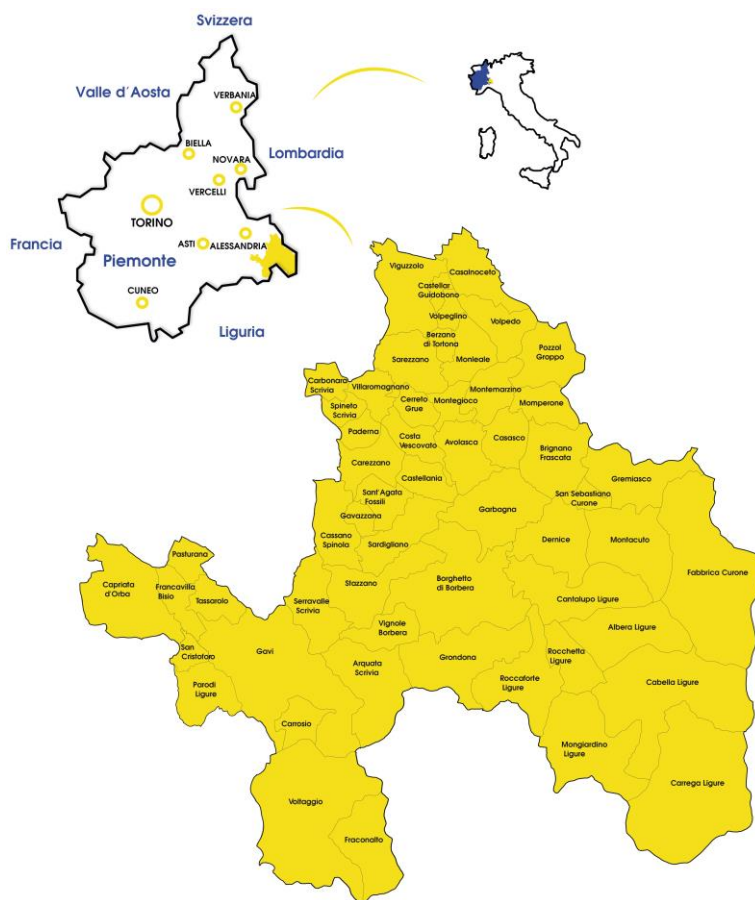 Svizzera
Valle d´Aosta
VERBANIA
BIELLA
NOVARA
Lombardia
VERCELLI
TORINO
Francia
ASTI
ALESSANDRIA
Piemonte
CUNEO
Liguria
Viguzzolo
Casalnoceto
Castellar
Guidobono
Volpeglino
Volpedo
Berzano
di Tortona
Pozzol
Groppo
Sarezzano
Monleale
Carbonara
Scrivia
Villaromagnano
Montemarzino
Cerreto
Grue
Montegioco
Momperone
Spineto
Scrivia
Paderna
Costa
Vescovato
Avolasca
Casasco
Brignano
Frascata
Carezzano
Castellania
Gremiasco
Sant'Agata
Fossili
San Sebastiano
Curone
Gavazzana
Garbagna
Cassano
Spinola
Sardigliano
Dernice
Montacuto
Pasturana
Fabbrica Curone
Capriata
d'Orba
Francavilla
Bisio
Stazzano
Borghetto
di Borbera
Tassarolo
Serravalle
Scrivia
Cantalupo Ligure
Vignole
Borbera
Albera Ligure
San
Cristoforo
Gavi
Arquata
Scrivia
Grondona
Rocchetta
Ligure
Roccaforte
Ligure
Cabella Ligure
Parodi
Ligure
Carrosio
Mongiardino
Ligure
Carrega Ligure
Voltaggio
Fraconalto